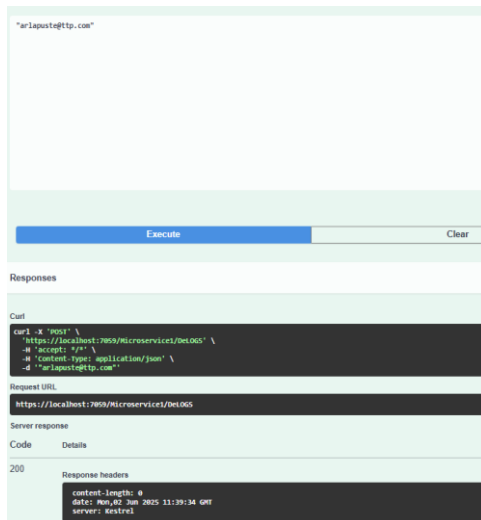 "arlapuste@ttp.com"
Execute Clear
Responses
Curl
curl -X 'POST' \
'https://localhost:7059/Microservice1/DeLOGS' \
-H 'accept: */*' \
-H 'Content-Type: application/json' \
-d '"arlapuste@ttp.com"'
Request URL
https://localhost:7059/Microservice1/DeLOGS
Server response
Code Details
200
Response headers
content-length: 0
date: Mon,02 Jun 2025 11:39:34 GMT
server: Kestrel